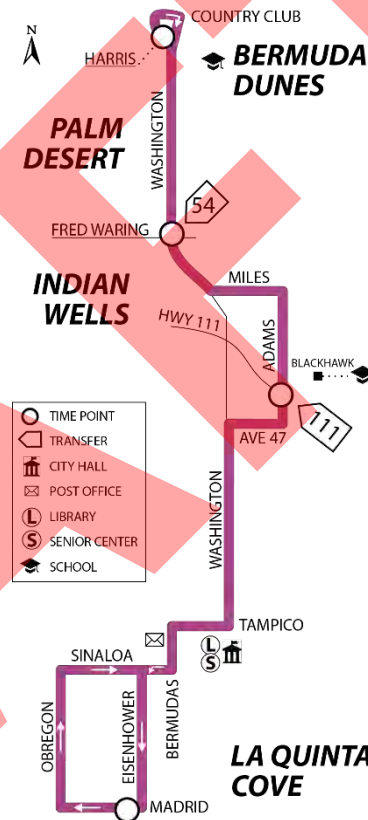 COUNTRY CLUB
N
HARRIS
BERMUDA
DUNES
PALM
DESERT
WASHINGTON
54
FRED WARING
INDIAN
WELLS
MILES
HWY 111
ADAMS
BLACKHAWK
111
AVE 47
TIME POINT
TRANSFER
CITY HALL
POST OFFICE
L LIBRARY
S SENIOR CENTER
SCHOOL
WASHINGTON
TAMPICO
L
S
SINALOA
OBREGON
EISENHOWER
BERMUDAS
MADRID
LA QUINTA
COVE